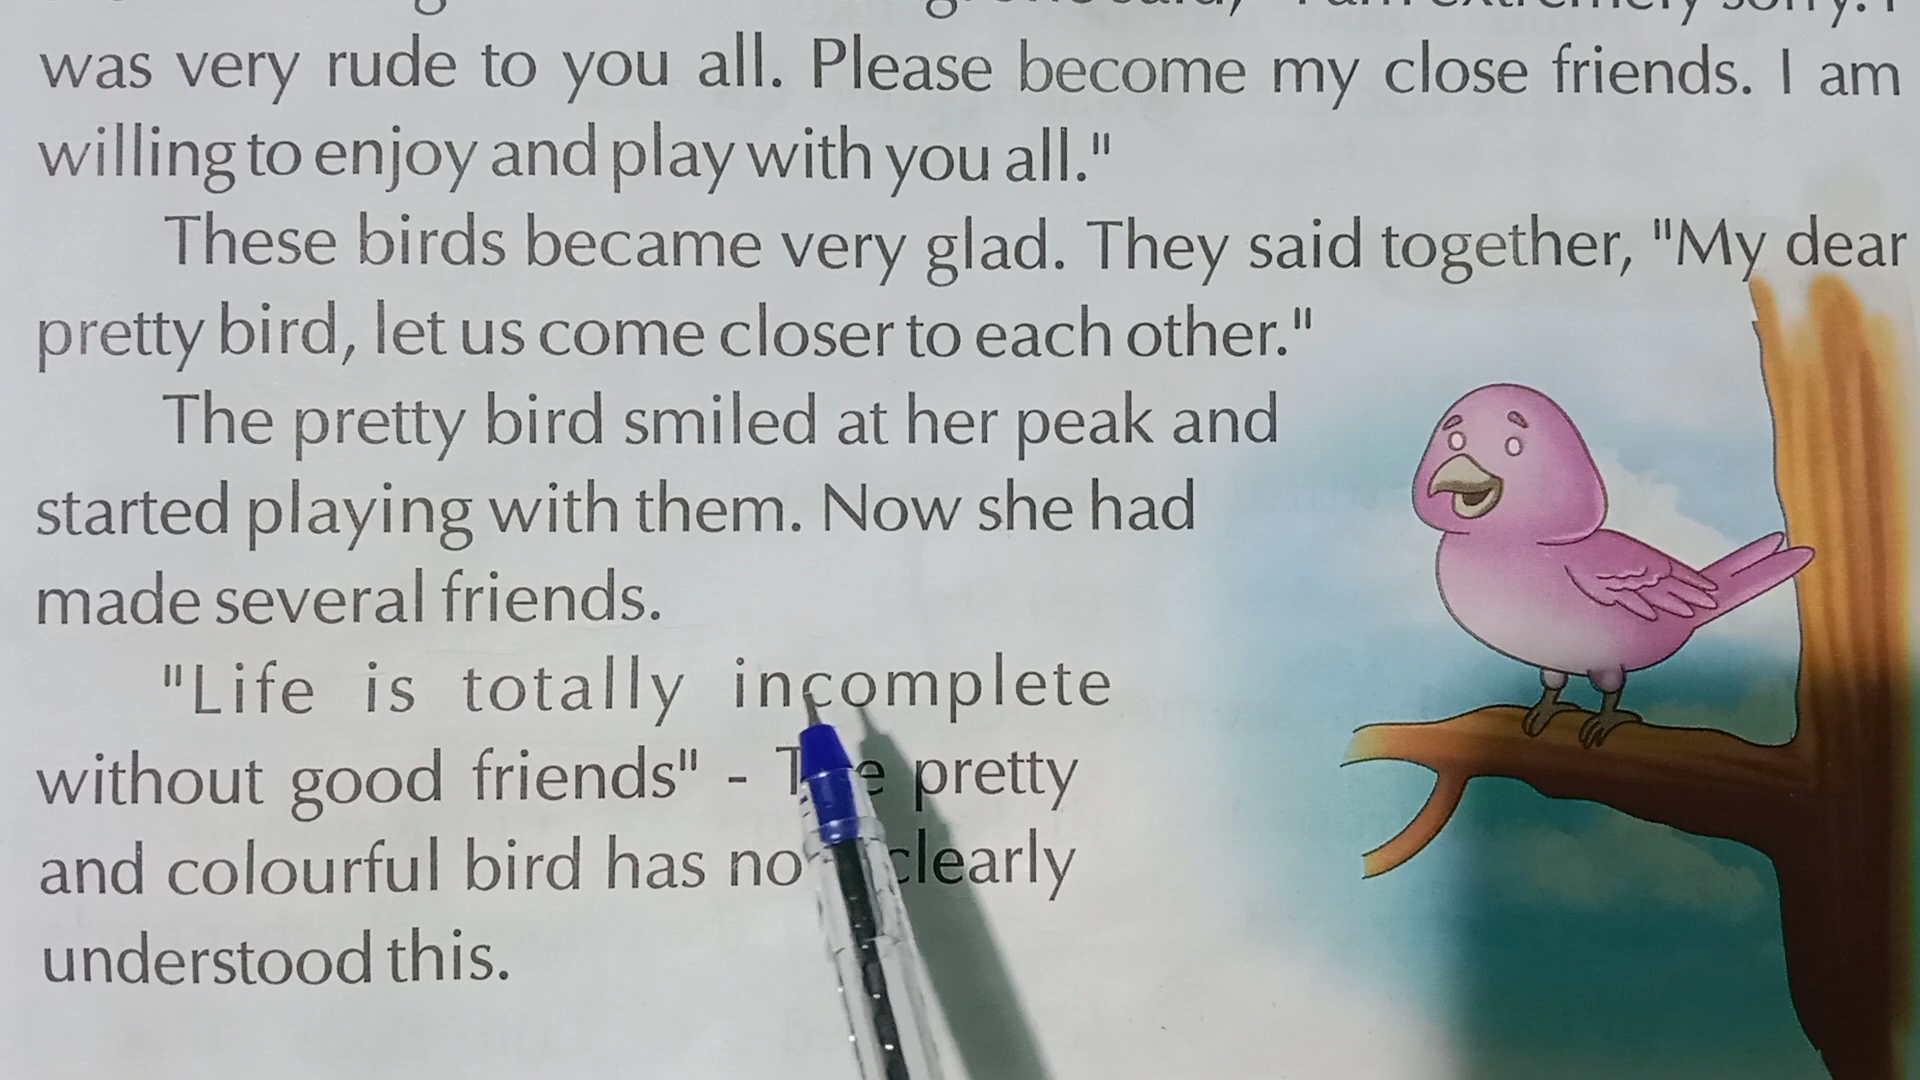 was very rude to you all. Please become my close friends. I am
willing to enjoy and play with you all."
These birds became very glad. They said together, "My dear
pretty bird, let us come closer to each other."
The pretty bird smiled at her peak and
started playing with them. Now she had
made several friends.
"Life is totally incomplete
without good friends" - The pretty
and colourful bird has clearly
understood this.